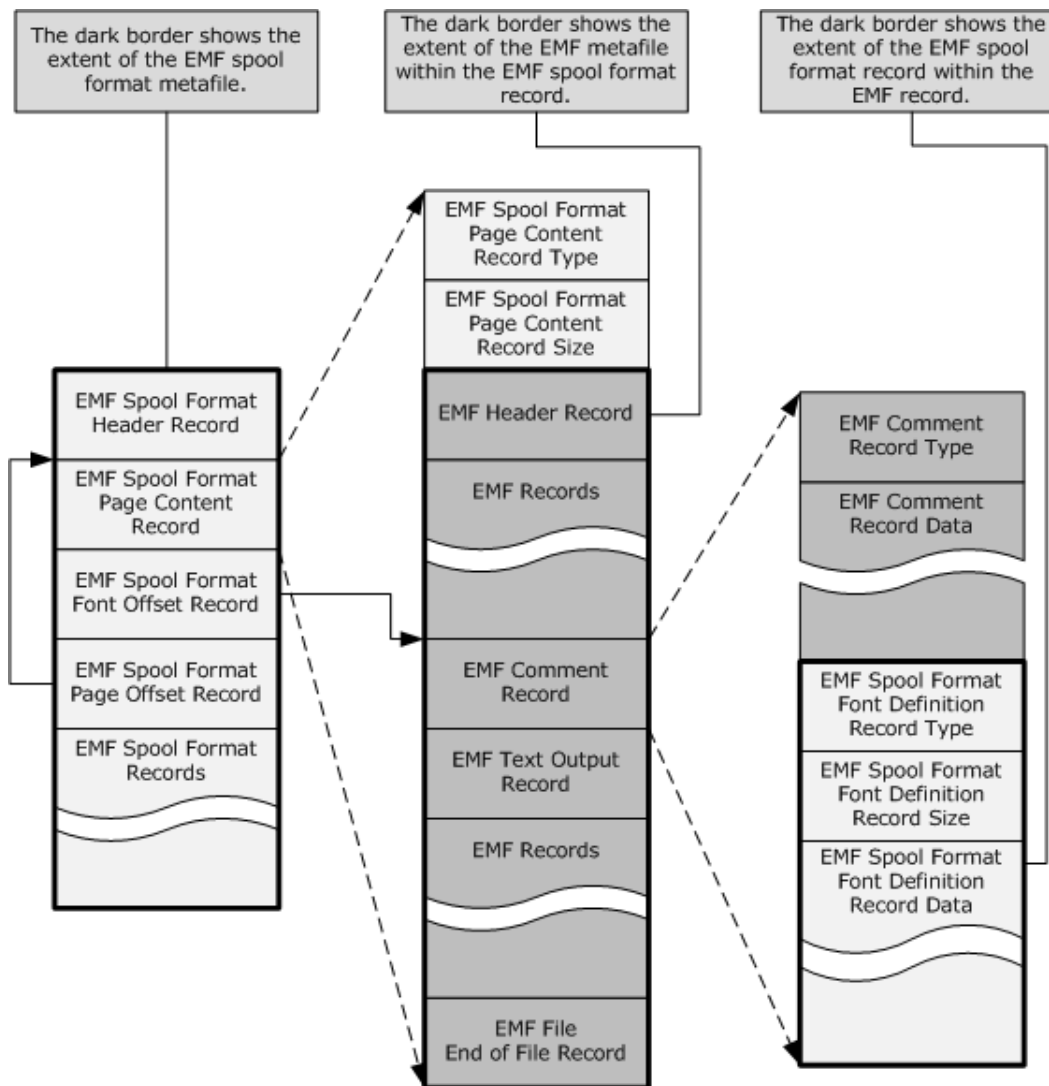 The dark border shows the
extent of the EMF spool
format metafile.
The dark border shows the
extent of the EMF metafile
within the EMF spool format
record.
The dark border shows the
extent of the EMF spool
format record within the
EMF record.
EMF Spool Format
Header Record
EMF Spool Format
Page Content
Record
EMF Spool Format
Font Offset Record
EMF Spool Format
Page Offset Record
EMF Spool Format
Records
EMF Spool Format
Page Content
Record Type
EMF Spool Format
Page Content
Record Size
EMF Header Record
EMF Records
EMF Comment
Record
EMF Text Output
Record
EMF Records
EMF File
End of File Record
EMF Comment
Record Type
EMF Comment
Record Data
EMF Spool Format
Font Definition
Record Type
EMF Spool Format
Font Definition
Record Size
EMF Spool Format
Font Definition
Record Data